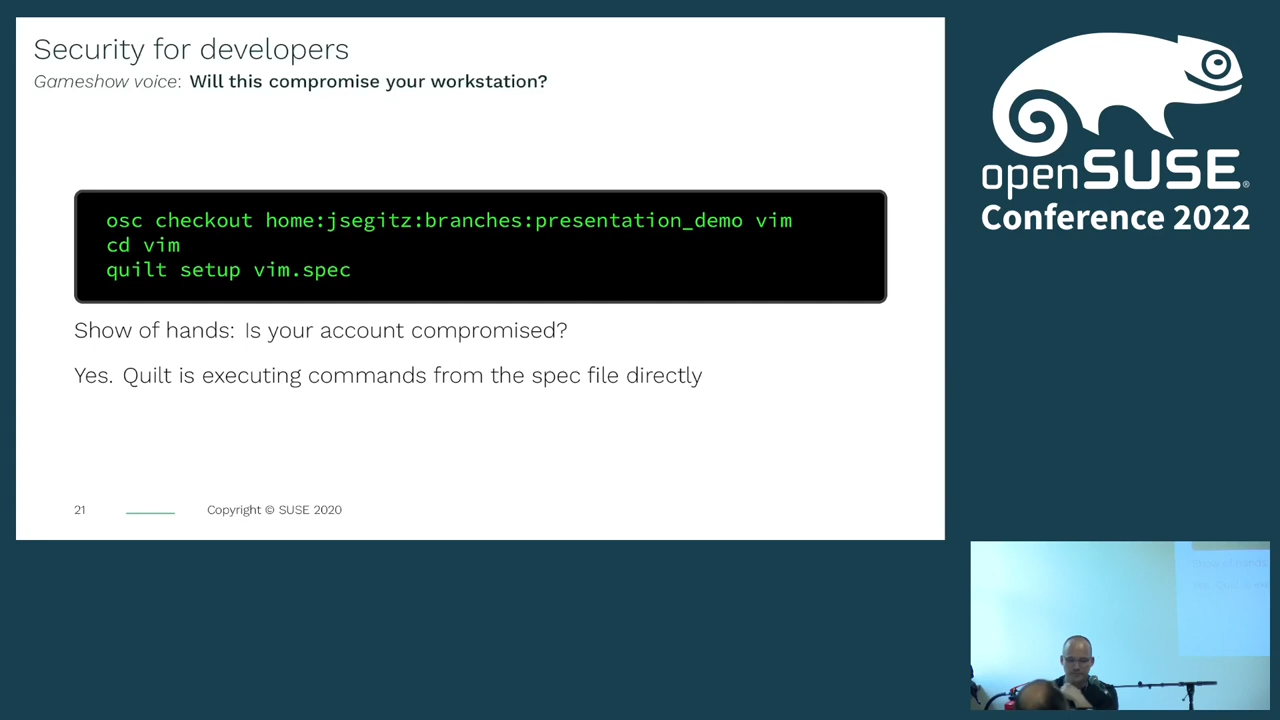 Security for developers
Gameshow voice: Will this compromise your workstation?
osc checkout home:jsegitz:branches:presentation_demo vim
cd vim
quilt setup vim.spec
Show of hands: Is your account compromised?
Yes. Quilt is executing commands from the spec file directly
21
Copyright © SUSE 2020
openSUSE®
Conference 2022